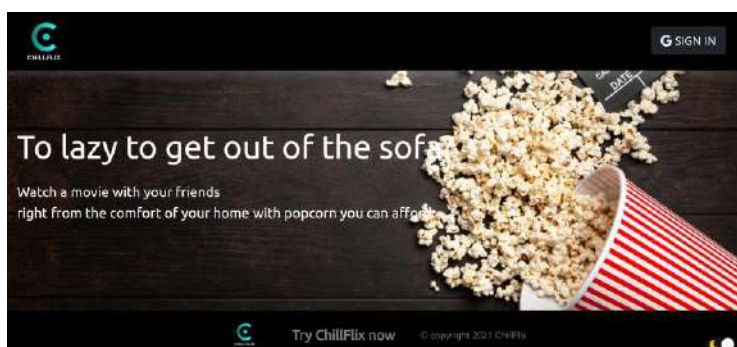 CHILLFLIX
G SIGN IN
DATE
To lazy to get out of the sofa
Watch a movie with your friends
right from the comfort of your home with popcorn you can afford
Try ChillFlix now
© copyright 2021 ChillFlix